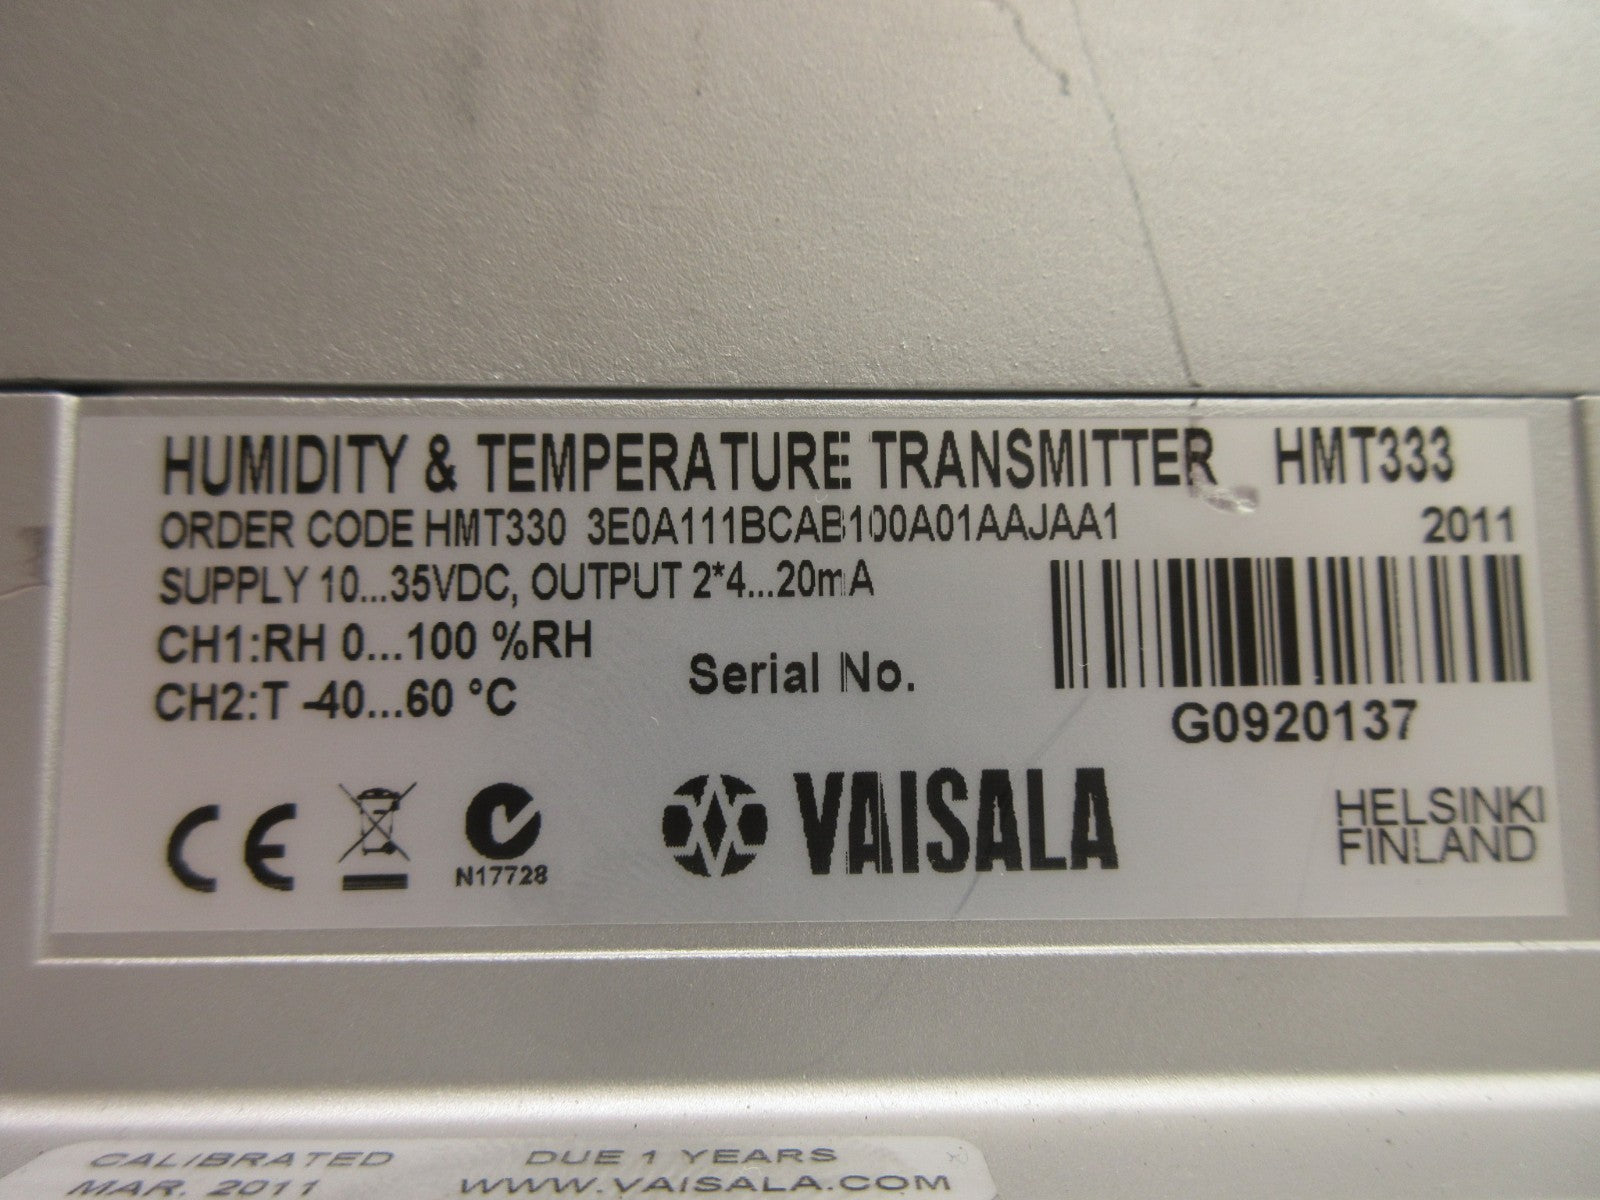 HUMIDITY & TEMPERATURE TRANSMITTER HMT333
ORDER CODE HMT330 3E0A111BCAB100A01AAJAA1 2011
SUPPLY 10...35VDC, OUTPUT 2*4...20mA
CH1:RH 0...100 %RH
CH2:T -40...60 °C
Serial No.
G0920137
CE
N17728
VAISALA
HELSINKI
FINLAND
CALIBRATED DUE 1 YEARS
MAR. 2011 WWW.VAISALA.COM